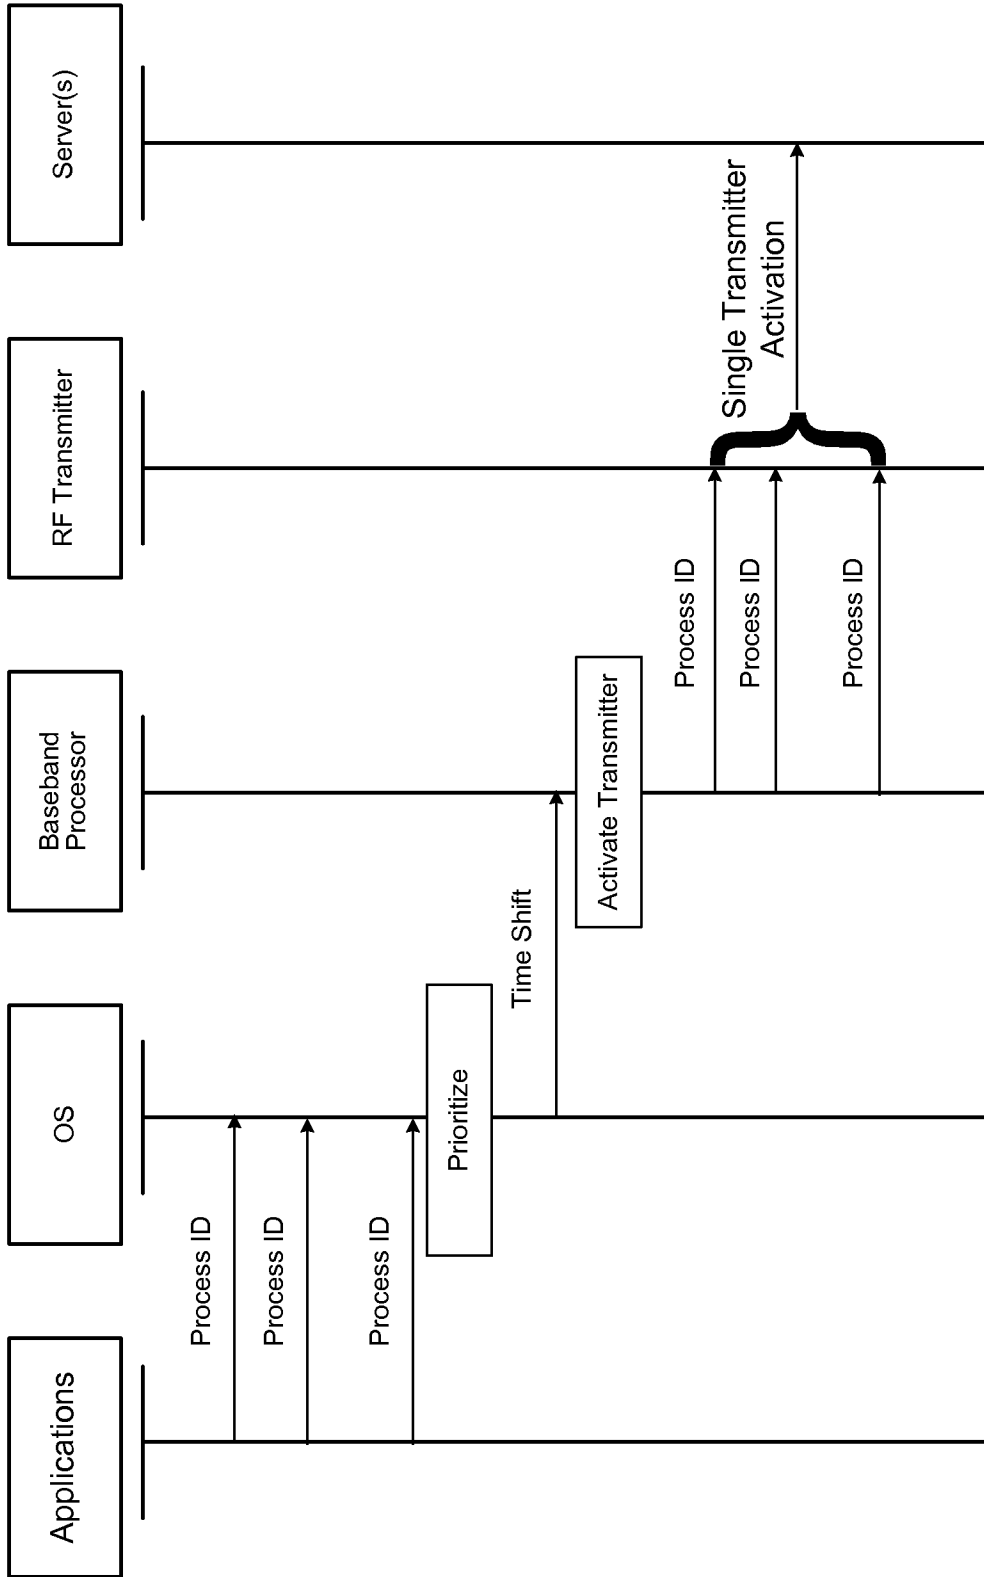 Applications
OS
Baseband
Processor
RF Transmitter
Server(s)
Process ID
Process ID
Process ID
Prioritize
Time Shift
Activate Transmitter
Process ID
Process ID
Process ID
Single Transmitter
Activation